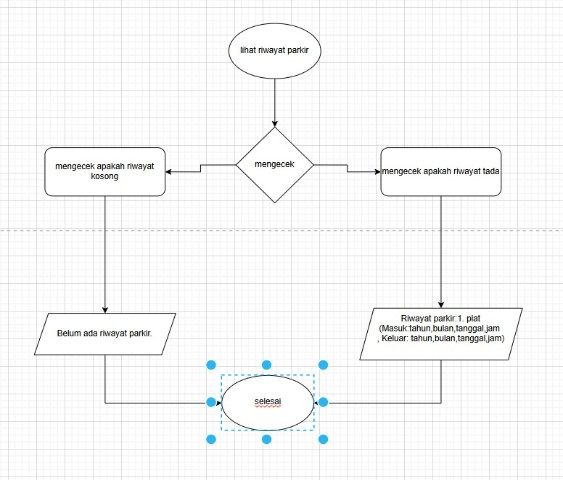 lihat riwayat parkir
mengecek
mengecek apakah riwayat
kosong
mengecek apakah riwayat tada
Belum ada riwayat parkir.
Riwayat parkir:1. plat
(Masuk:tahun,bulan,tanggal,jam
, Keluar: tahun,bulan,tanggal,jam)
selesai